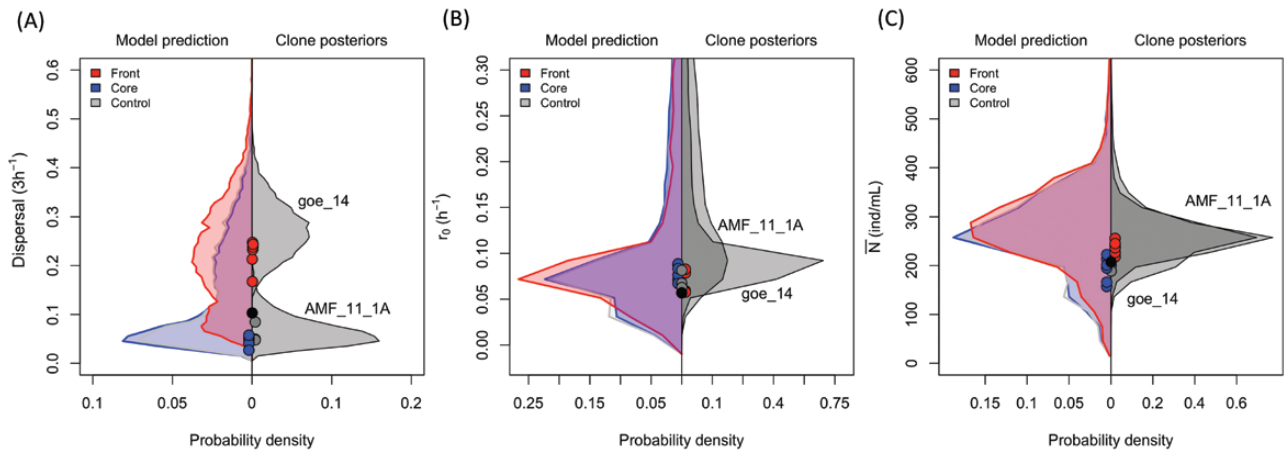 (A)
Model prediction
Clone posteriors
Front
Core
Control
0.6
0.5
0.4
0.3
0.2
0.1
0.0
Dispersal (3h⁻¹)
goe_14
AMF_11_1A
0.1
0.05
0
0.1
0.2
Probability density
(B)
Model prediction
Clone posteriors
Front
Core
Control
0.30
0.20
0.15
0.10
0.05
0.00
r₀ (h⁻¹)
AMF_11_1A
goe_14
0.25
0.15
0.05
0.1
0.4
0.75
Probability density
(C)
Model prediction
Clone posteriors
Front
Core
Control
600
500
400
300
200
100
0
N̅ (ind/mL)
AMF_11_1A
goe_14
0.15
0.1
0.05
0
0.2
0.4
0.6
Probability density